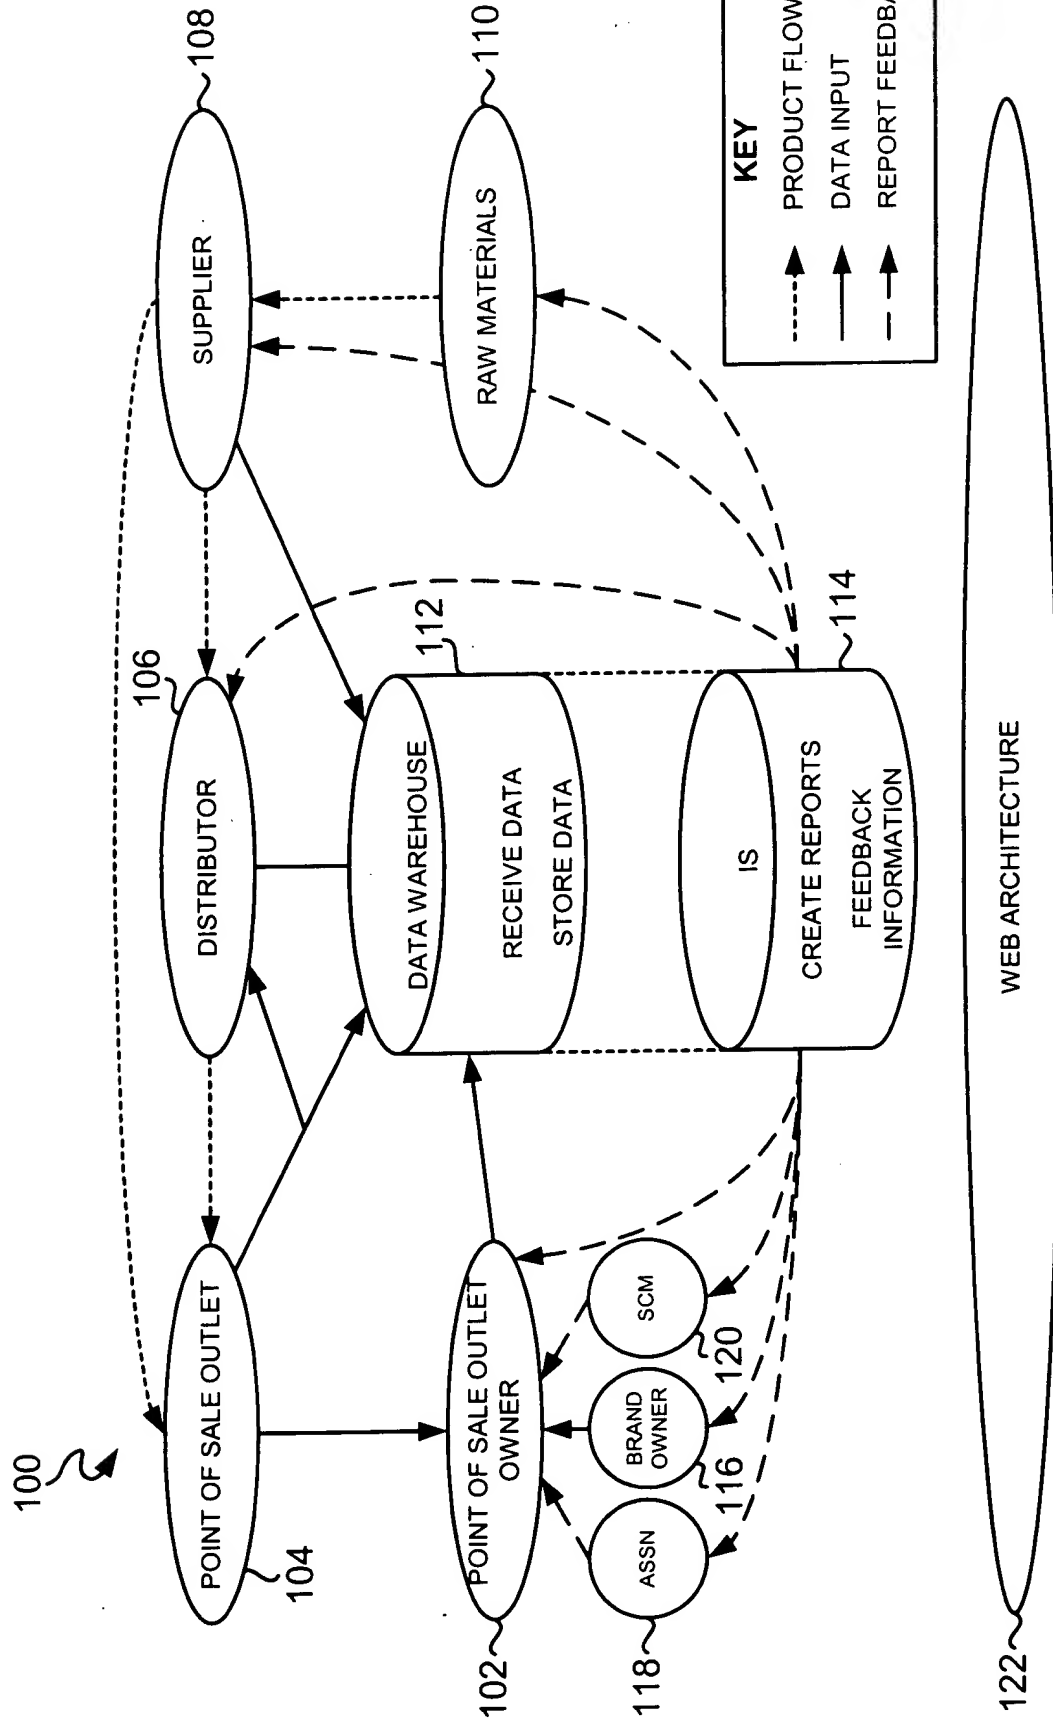 100
POINT OF SALE OUTLET
104
DISTRIBUTOR
106
SUPPLIER
108
POINT OF SALE OUTLET
OWNER
102
DATA WAREHOUSE
RECEIVE DATA
STORE DATA
112
RAW MATERIALS
110
ASSN
118
BRAND
OWNER
116
SCM
120
IS
CREATE REPORTS
FEEDBACK
INFORMATION
114
KEY
PRODUCT FLOW
DATA INPUT
REPORT FEEDBA
WEB ARCHITECTURE
122